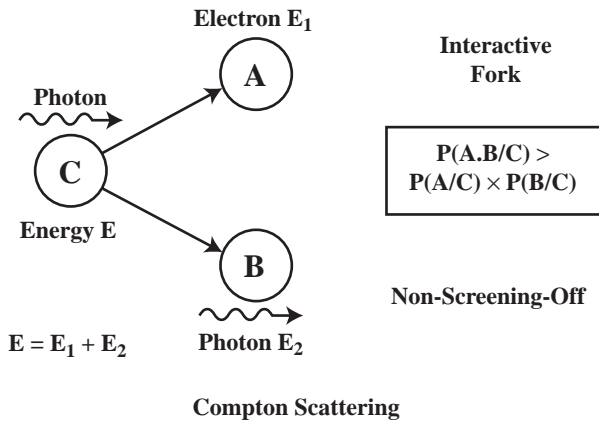 Electron E₁
A
Interactive
Fork
Photon
C
P(A.B/C) >
P(A/C) × P(B/C)
Energy E
B
Non-Screening-Off
E = E₁ + E₂
Photon E₂
Compton Scattering